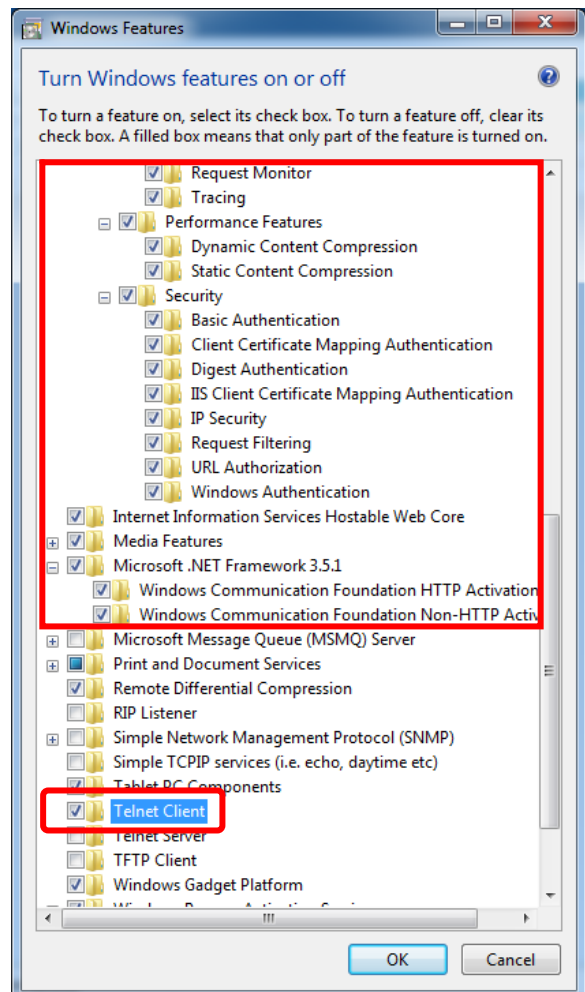 Windows Features
Turn Windows features on or off
To turn a feature on, select its check box. To turn a feature off, clear its
check box. A filled box means that only part of the feature is turned on.
Request Monitor
Tracing
Performance Features
Dynamic Content Compression
Static Content Compression
Security
Basic Authentication
Client Certificate Mapping Authentication
Digest Authentication
IIS Client Certificate Mapping Authentication
IP Security
Request Filtering
URL Authorization
Windows Authentication
Internet Information Services Hostable Web Core
Media Features
Microsoft .NET Framework 3.5.1
Windows Communication Foundation HTTP Activation
Windows Communication Foundation Non-HTTP Activ
Microsoft Message Queue (MSMQ) Server
Print and Document Services
Remote Differential Compression
RIP Listener
Simple Network Management Protocol (SNMP)
Simple TCPIP services (i.e. echo, daytime etc)
Tablet PC Components
Telnet Client
Telnet Server
TFTP Client
Windows Gadget Platform
OK
Cancel